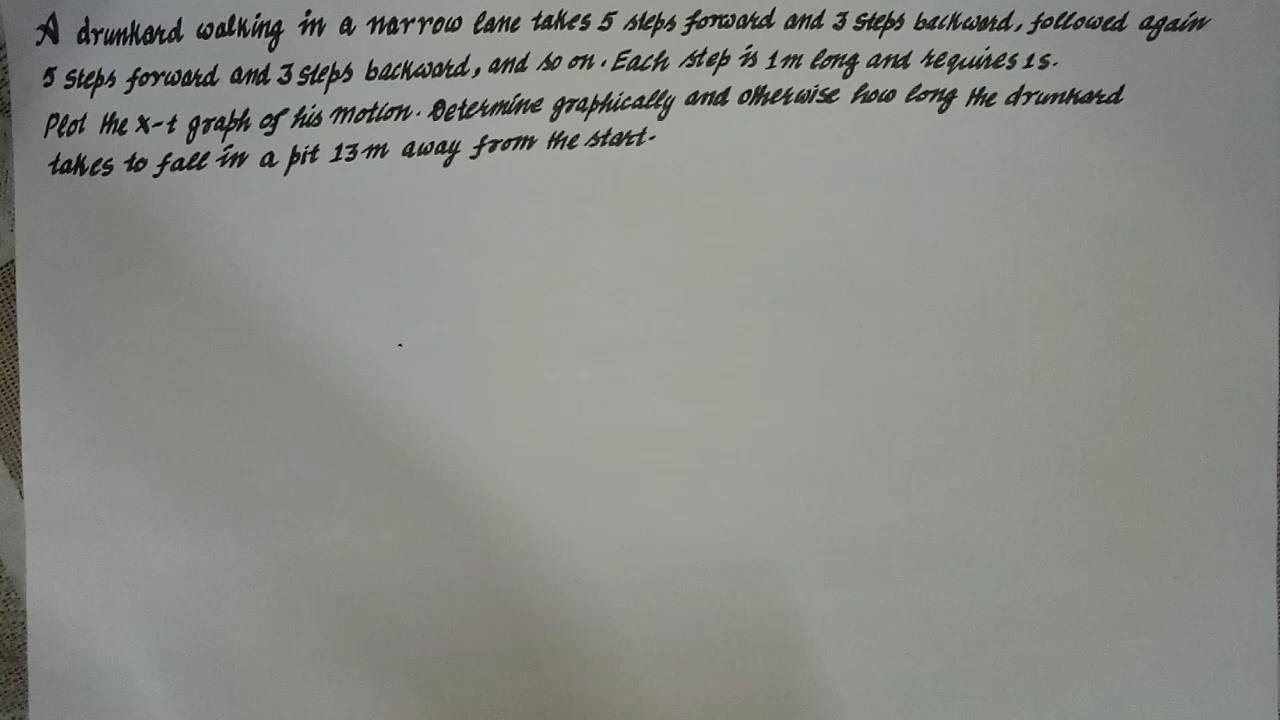 A drunkard walking in a narrow lane takes 5 steps forward and 3 steps backward, followed again
5 steps forward and 3 steps backward, and so on. Each step is 1m long and requires 1s.
Plot the x-t graph of his motion. Determine graphically and otherwise how long the drunkard
takes to fall in a pit 13m away from the start.